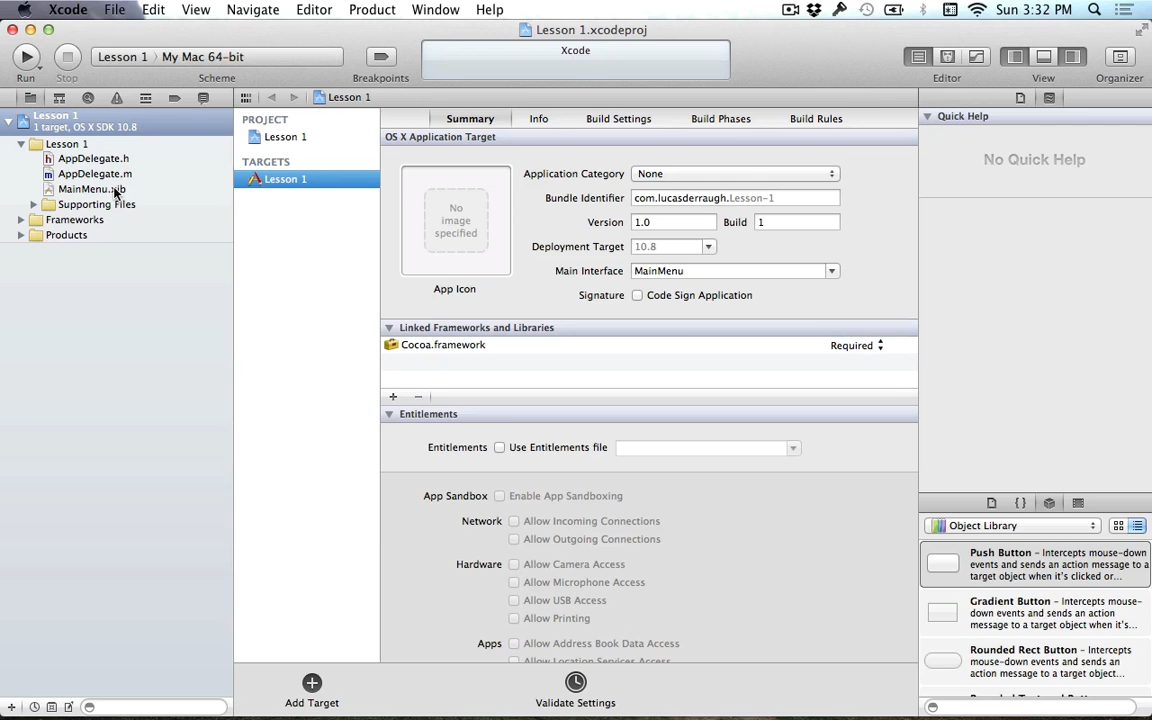 Xcode File Edit View Navigate Editor Product Window Help Sun 3:32 PM
Lesson 1.xcodeproj
Lesson 1 My Mac 64-bit
Xcode
Run Stop Scheme Breakpoints Editor View Organizer
Lesson 1
1 target, OS X SDK 10.8
Lesson 1
AppDelegate.h
AppDelegate.m
MainMenu.xib
Supporting Files
Frameworks
Products
Lesson 1
PROJECT
Lesson 1
TARGETS
Lesson 1
Summary Info Build Settings Build Phases Build Rules
OS X Application Target
No
image
specified
App Icon
Application Category None
Bundle Identifier com.lucasderraugh.Lesson-1
Version 1.0 Build 1
Deployment Target 10.8
Main Interface MainMenu
Signature Code Sign Application
Linked Frameworks and Libraries
Cocoa.framework Required
Entitlements
Entitlements Use Entitlements file
App Sandbox Enable App Sandboxing
Network Allow Incoming Connections
Allow Outgoing Connections
Hardware Allow Camera Access
Allow Microphone Access
Allow USB Access
Allow Printing
Apps Allow Address Book Data Access
Allow Location Services Access
Add Target Validate Settings
Quick Help
No Quick Help
Object Library
Push Button – Intercepts mouse-down
events and sends an action message to a
target object when it's clicked or...
Gradient Button – Intercepts mouse-
down events and sends an action
message to a target object when it's...
Rounded Rect Button – Intercepts
mouse-down events and sends an
action message to a target object...